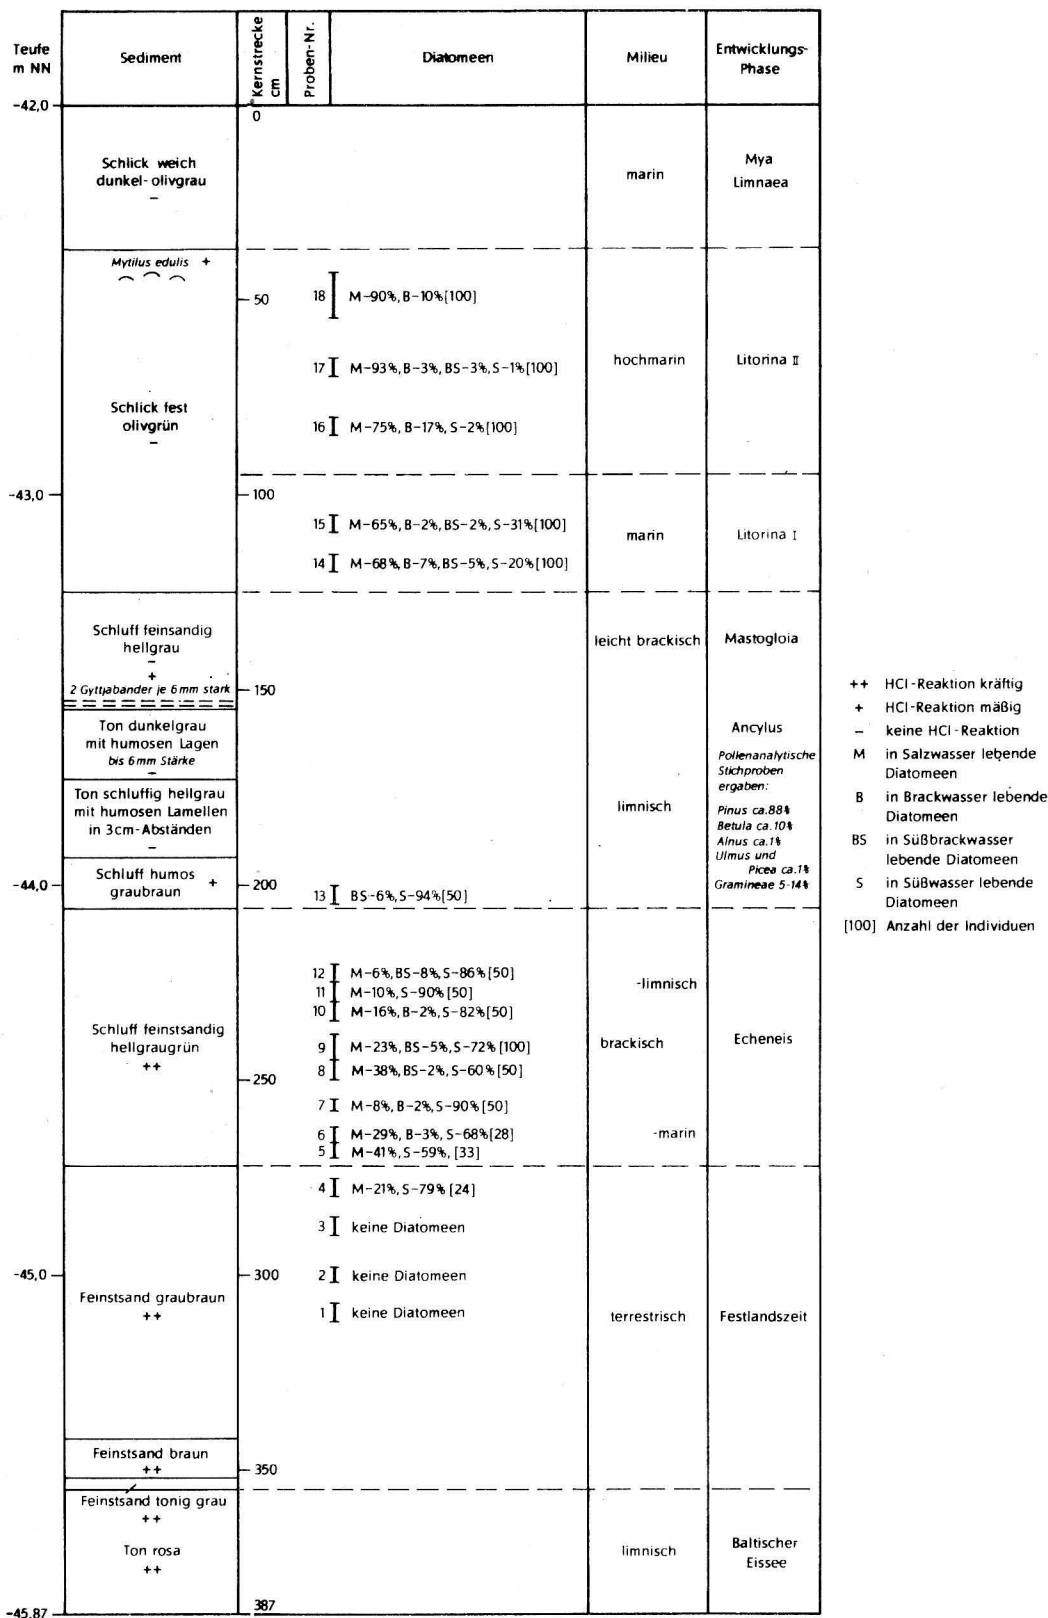 Teufe
m NN
Sediment
Kernstrecke
cm
Proben-Nr.
Diatomeen
Milieu
Entwicklungs-
Phase
-42,0
0
Schlick weich
dunkel-olivgrau
–
marin
Mya
Limnaea
Mytilus edulis +
50
18 M-90%, B-10% [100]
17 M-93%, B-3%, BS-3%, S-1% [100]
hochmarin
Litorina II
Schlick fest
olivgrün
–
16 M-75%, B-17%, S-2% [100]
-43,0
100
15 M-65%, B-2%, BS-2%, S-31% [100]
14 M-68%, B-7%, BS-5%, S-20% [100]
marin
Litorina I
Schluff feinsandig
hellgrau
–
+
2 Gyttjabänder je 6mm stark
leicht brackisch
Mastogloia
150
Ton dunkelgrau
mit humosen Lagen
bis 6mm Stärke
–
Ton schluffig hellgrau
mit humosen Lamellen
in 3cm-Abständen
–
limnisch
Ancylus
Pollenanalytische
Stichproben
ergaben:
Pinus ca.88%
Betula ca.10%
Alnus ca.1%
Ulmus und
Picea ca.1%
Gramineae 5-14%
Schluff humos +
graubraun
-44,0
200
13 BS-6%, S-94% [50]
12 M-6%, BS-8%, S-86% [50]
11 M-10%, S-90% [50]
10 M-16%, B-2%, S-82% [50]
-limnisch
Schluff feinstsandig
hellgraugrün
++
9 M-23%, BS-5%, S-72% [100]
8 M-38%, BS-2%, S-60% [50]
brackisch
Echeneis
250
7 M-8%, B-2%, S-90% [50]
6 M-29%, B-3%, S-68% [28]
5 M-41%, S-59%, [33]
-marin
4 M-21%, S-79% [24]
3 keine Diatomeen
-45,0
300
2 keine Diatomeen
Feinstsand graubraun
++
1 keine Diatomeen
terrestrisch
Festlandszeit
Feinstsand braun
++
350
Feinstsand tonig grau
++
Ton rosa
++
limnisch
Baltischer
Eissee
-45,87
387
++ HCl-Reaktion kräftig
+ HCl-Reaktion mäßig
– keine HCl-Reaktion
M in Salzwasser lebende
Diatomeen
B in Brackwasser lebende
Diatomeen
BS in Süßbrackwasser
lebende Diatomeen
S in Süßwasser lebende
Diatomeen
[100] Anzahl der Individuen